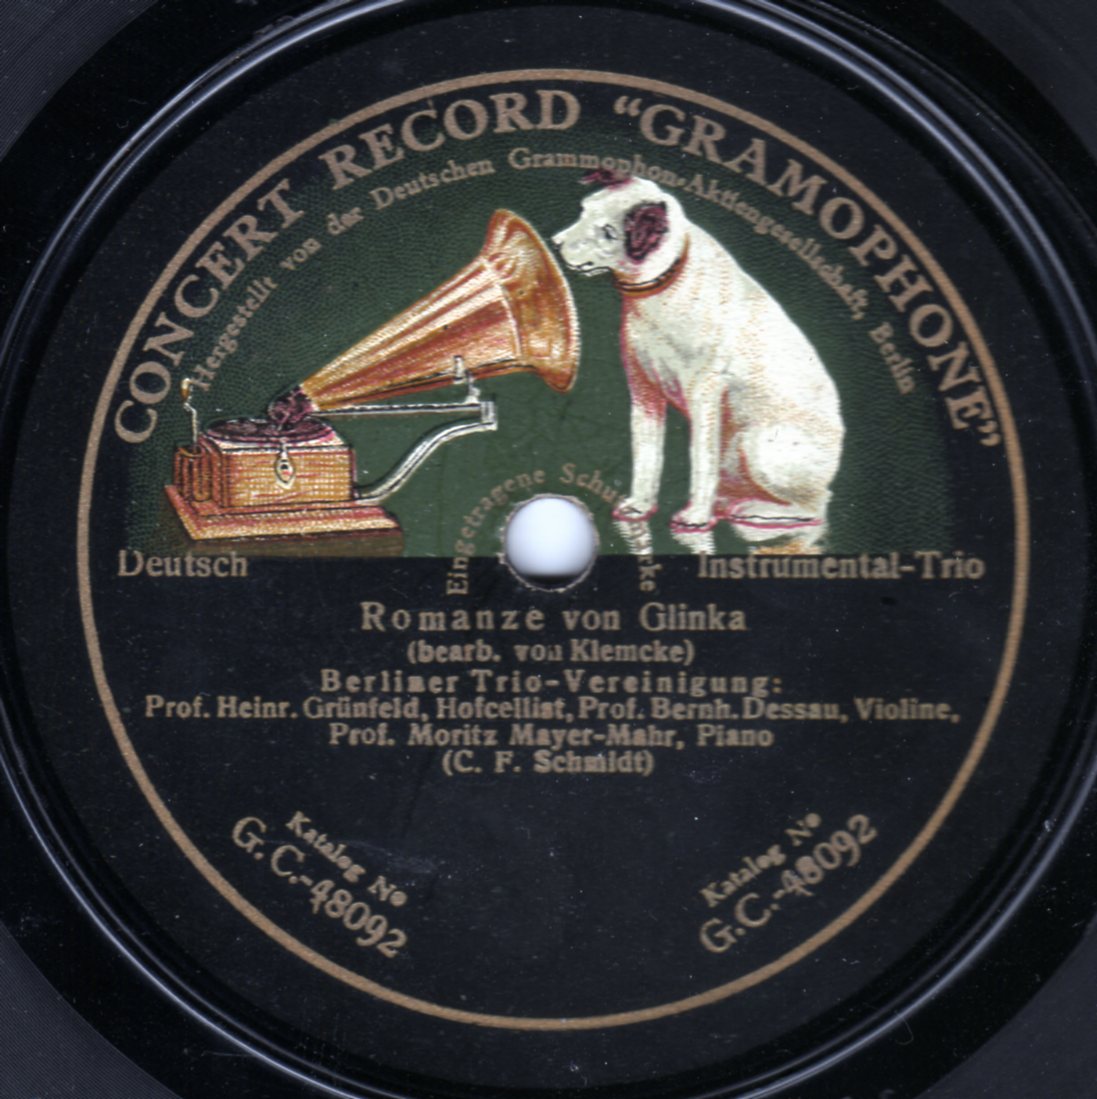 CONCERT RECORD “GRAMOPHONE”
Hergestellt von der Deutschen Grammophon-Aktiengesellschaft, Berlin
Eingetragene Schutzmarke
Deutsch
Instrumental-Trio
Romanze von Glinka
(bearb. von Klemcke)
Berliner Trio-Vereinigung:
Prof. Heinr. Grünfeld, Hofcellist, Prof. Bernh. Dessau, Violine,
Prof. Moritz Mayer-Mahr, Piano
(C. F. Schmidt)
Katalog No
G.C.-48092
Katalog No
G.C.-48092